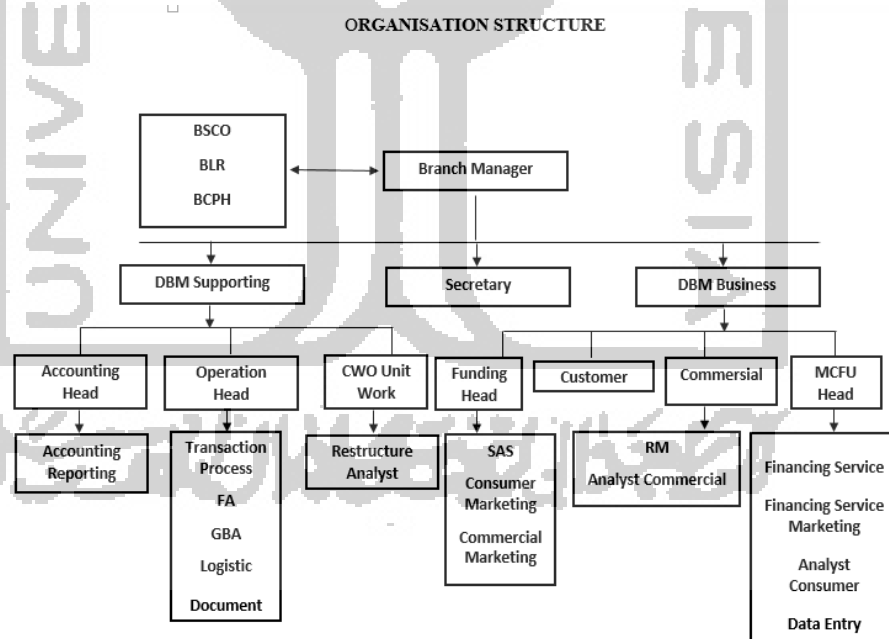 ORGANISATION STRUCTURE
BSCO
BLR
BCPH
Branch Manager
DBM Supporting
Secretary
DBM Business
Accounting
Head
Operation
Head
CWO Unit
Work
Funding
Head
Customer
Commersial
MCFU
Head
Accounting
Reporting
Transaction
Process
FA
GBA
Logistic
Document
Restructure
Analyst
SAS
Consumer
Marketing
Commercial
Marketing
RM
Analyst Commercial
Financing Service
Financing Service
Marketing
Analyst
Consumer
Data Entry
UNIVE